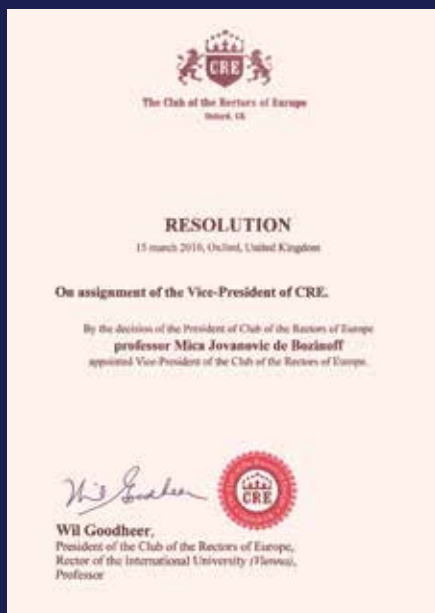 CRE
The Club of the Rectors of Europe
Oxford, UK
RESOLUTION
15 march 2010, Oxford, United Kingdom
On assignment of the Vice-President of CRE.
By the decision of the President of Club of the Rectors of Europe
professor Mica Jovanovic de Bozinoff
appointed Vice-President of the Club of the Rectors of Europe.
Wil Goodheer
CRE
Wil Goodheer,
President of the Club of the Rectors of Europe,
Rector of the International University (Vienna),
Professor